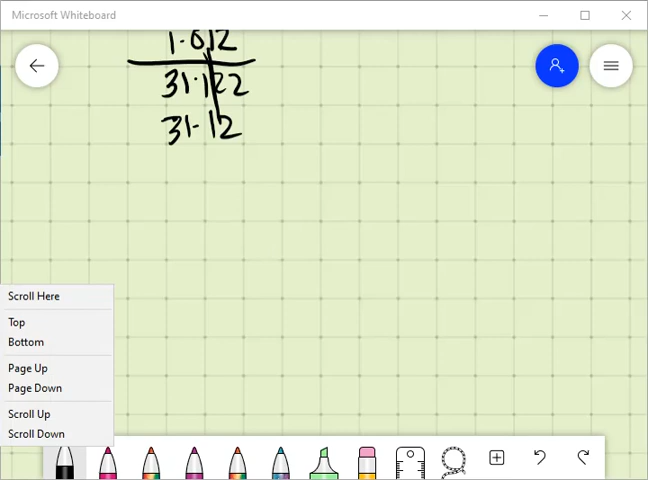 Microsoft Whiteboard
1.012
31.122
31.12
Scroll Here
Top
Bottom
Page Up
Page Down
Scroll Up
Scroll Down